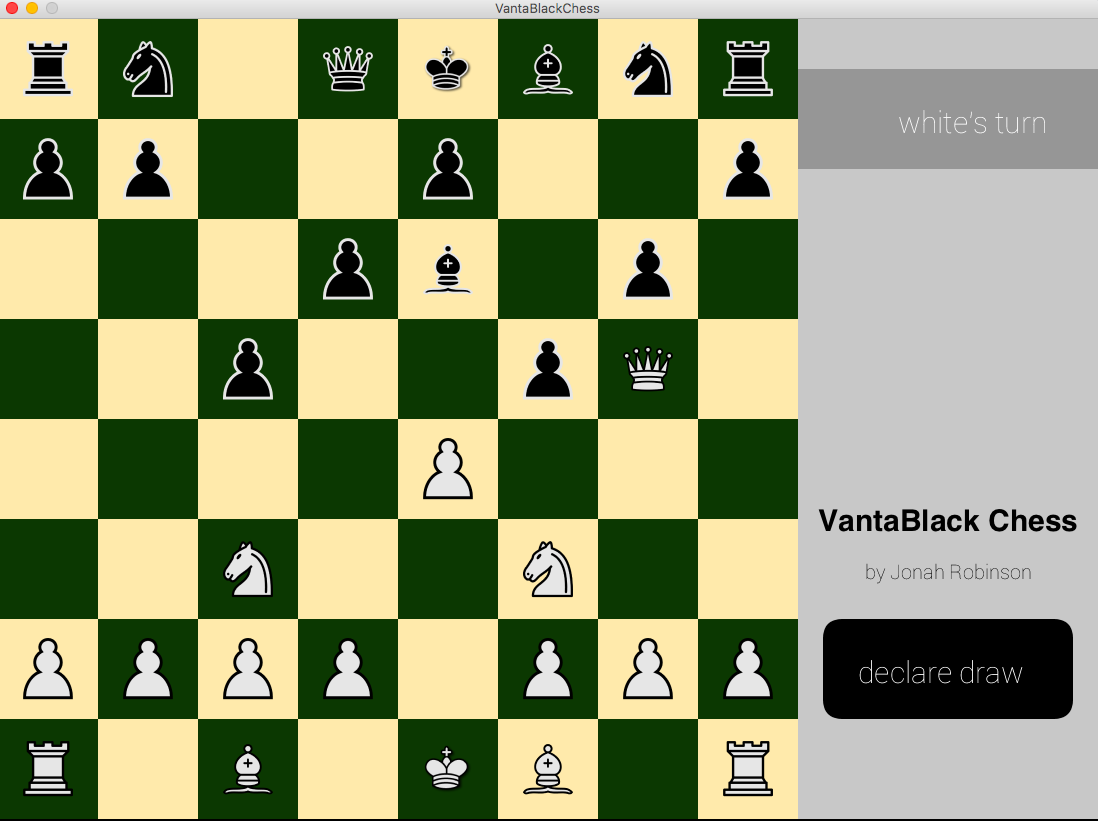 VantaBlackChess
white's turn
VantaBlack Chess
by Jonah Robinson
declare draw